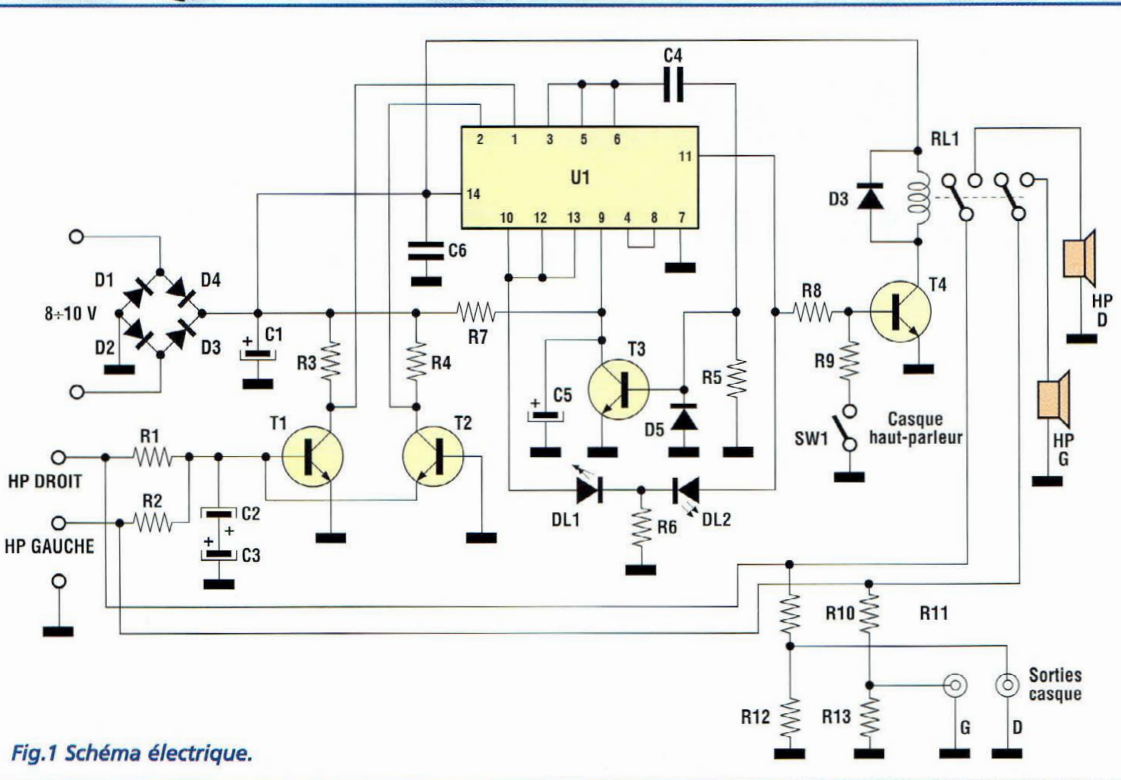 C4
RL1
2 1 3 5 6
11
U1
14
D3
10 12 13 9 4 8 7
C6
D1 D4
R8
T4
HP
D
8÷10 V
R7
C1
+
D2 D3
R3
R4
T3
R9
R5
C5
+
D5
SW1
Casque
haut-parleur
HP
G
R1
T1
T2
HP DROIT
R2
C2
+
DL1
R6
DL2
HP GAUCHE
+
C3
R10
R11
Sorties
casque
R12
R13
G
D
Fig.1 Schéma électrique.